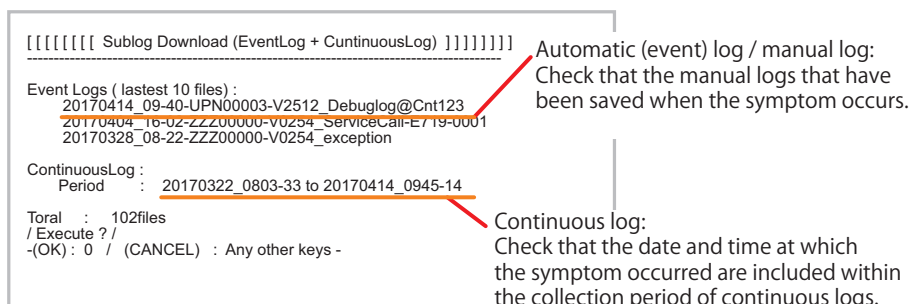 [ [ [ [ [ [ [ [ Sublog Download (EventLog + CuntinuousLog) ] ] ] ] ] ] ] ]
--------------------------------------------------------------------------------------------
Event Logs ( lastest 10 files) :
20170414_09-40-UPN00003-V2512_Debuglog@Cnt123
20170404_16-02-ZZZ00000-V0254_ServiceCall-E719-0001
20170328_08-22-ZZZ00000-V0254_exception
ContinuousLog :
Period : 20170322_0803-33 to 20170414_0945-14
Toral : 102files
/ Execute ? /
-(OK) : 0 / (CANCEL) : Any other keys -
Automatic (event) log / manual log:
Check that the manual logs that have
been saved when the symptom occurs.
Continuous log:
Check that the date and time at which
the symptom occurred are included within
the collection period of continuous logs.